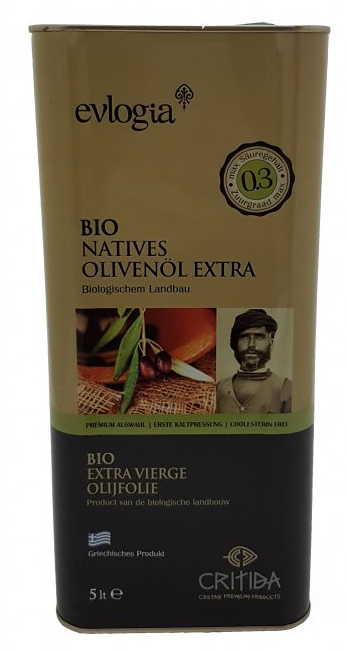 evlogia
max Säuregehalt
0.3
Zuurgraad max
BIO
NATIVES
OLIVENÖL EXTRA
Biologischem Landbau
PREMIUM AUSWAHL | ERSTE KALTPRESSUNG | CHOLESTERIN FREI
BIO
EXTRA VIERGE
OLIJFOLIE
Product van de biologische landbouw
Griechisches Produkt
5 lt ℮
CRITIDA
CRETAN PREMIUM PRODUCTS